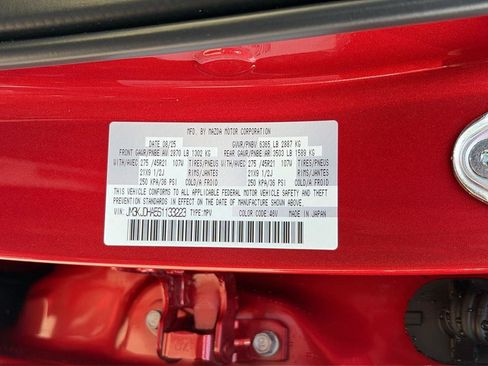 MFD. BY MAZDA MOTOR CORPORATION
DATE 08/25 GVWR/PNBV 6365 LB 2887 KG
FRONT GAWR/PNBE AV 2870 LB 1302 KG REAR GAWR/PNBE AR 3503 LB 1589 KG
WITH/AVEC 275 /45R21 107W TIRES/PNEUS WITH/AVEC 275 /45R21 107W TIRES/PNEUS
21X9 1/2J RIMS/JANTES 21X9 1/2J RIMS/JANTES
250 KPA/36 PSI COLD/A FROID 250 KPA/36 PSI COLD/A FROID
THIS VEHICLE CONFORMS TO ALL APPLICABLE FEDERAL MOTOR VEHICLE SAFETY AND
THEFT PREVENTION STANDARDS IN EFFECT ON THE DATE OF MANUFACTURE SHOWN ABOVE.
VIN: JM3KJDHA6S1133223 TYPE:MPV COLOR CODE:46V MADE IN JAPAN